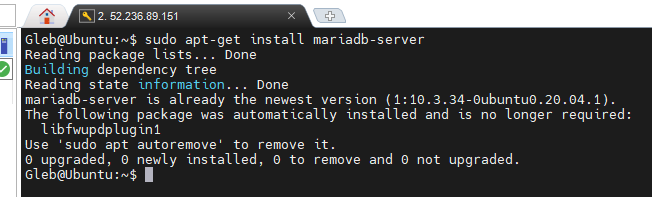 2. 52.236.89.151
Gleb@Ubuntu:~$ sudo apt-get install mariadb-server
Reading package lists... Done
Building dependency tree
Reading state information... Done
mariadb-server is already the newest version (1:10.3.34-0ubuntu0.20.04.1).
The following package was automatically installed and is no longer required:
  libfwupdplugin1
Use 'sudo apt autoremove' to remove it.
0 upgraded, 0 newly installed, 0 to remove and 0 not upgraded.
Gleb@Ubuntu:~$